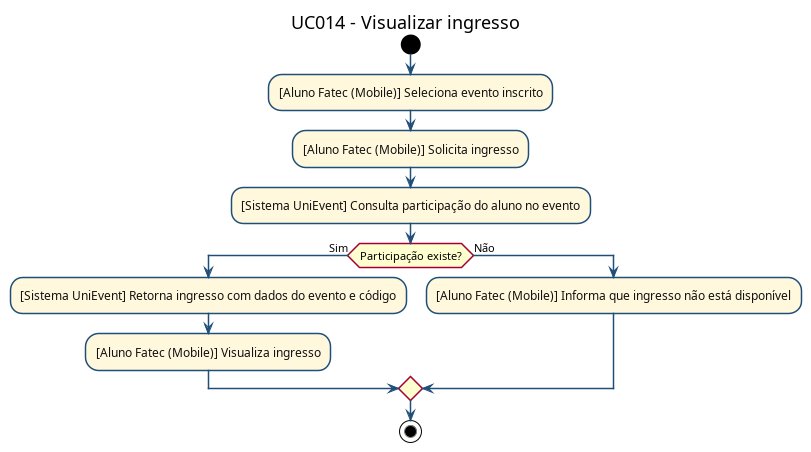 UC014 - Visualizar ingresso
[Aluno Fatec (Mobile)] Seleciona evento inscrito
[Aluno Fatec (Mobile)] Solicita ingresso
[Sistema UniEvent] Consulta participação do aluno no evento
Sim
Participação existe?
Não
[Sistema UniEvent] Retorna ingresso com dados do evento e código
[Aluno Fatec (Mobile)] Informa que ingresso não está disponível
[Aluno Fatec (Mobile)] Visualiza ingresso